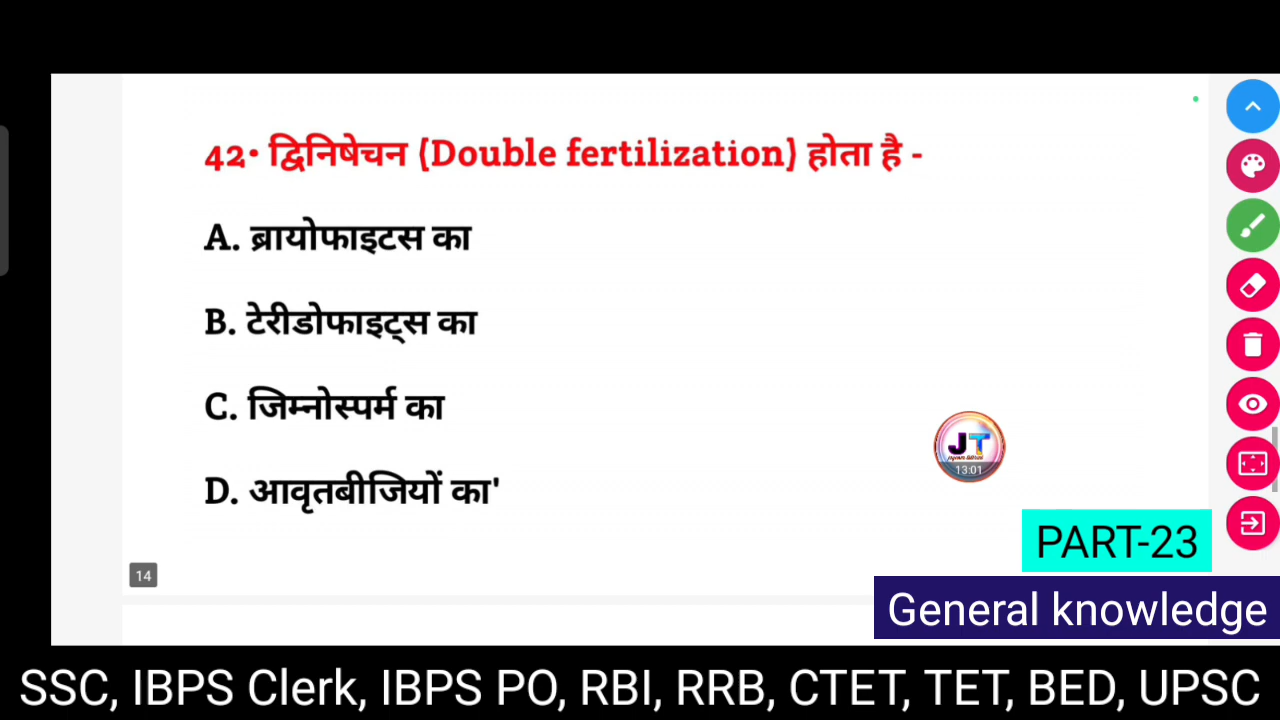 42• द्विनिषेचन (Double fertilization) होता है -
A. ब्रायोफाइटस का
B. टेरीडोफाइट्स का
C. जिम्नोस्पर्म का
JT
13:01
D. आवृतबीजियों का'
PART-23
14
General knowledge
SSC, IBPS Clerk, IBPS PO, RBI, RRB, CTET, TET, BED, UPSC